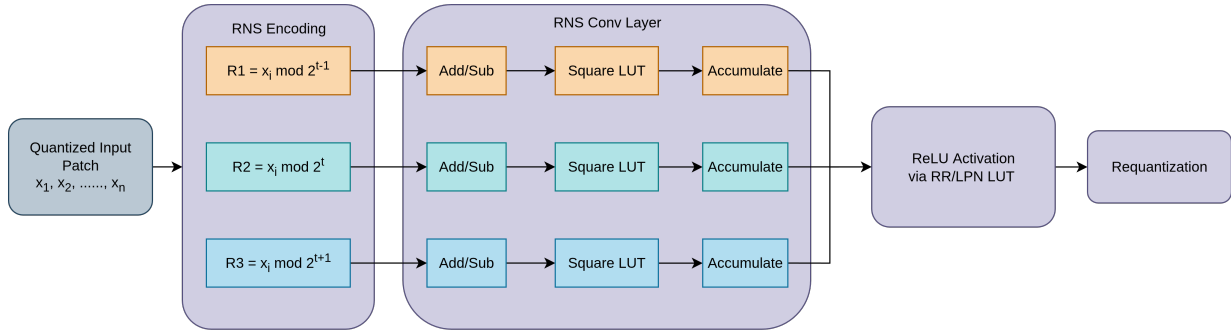 Quantized Input
Patch
x₁, x₂, ......, xₙ
RNS Encoding
R1 = xᵢ mod 2ᵗ⁻¹
R2 = xᵢ mod 2ᵗ
R3 = xᵢ mod 2ᵗ⁺¹
RNS Conv Layer
Add/Sub
Square LUT
Accumulate
Add/Sub
Square LUT
Accumulate
Add/Sub
Square LUT
Accumulate
ReLU Activation
via RR/LPN LUT
Requantization